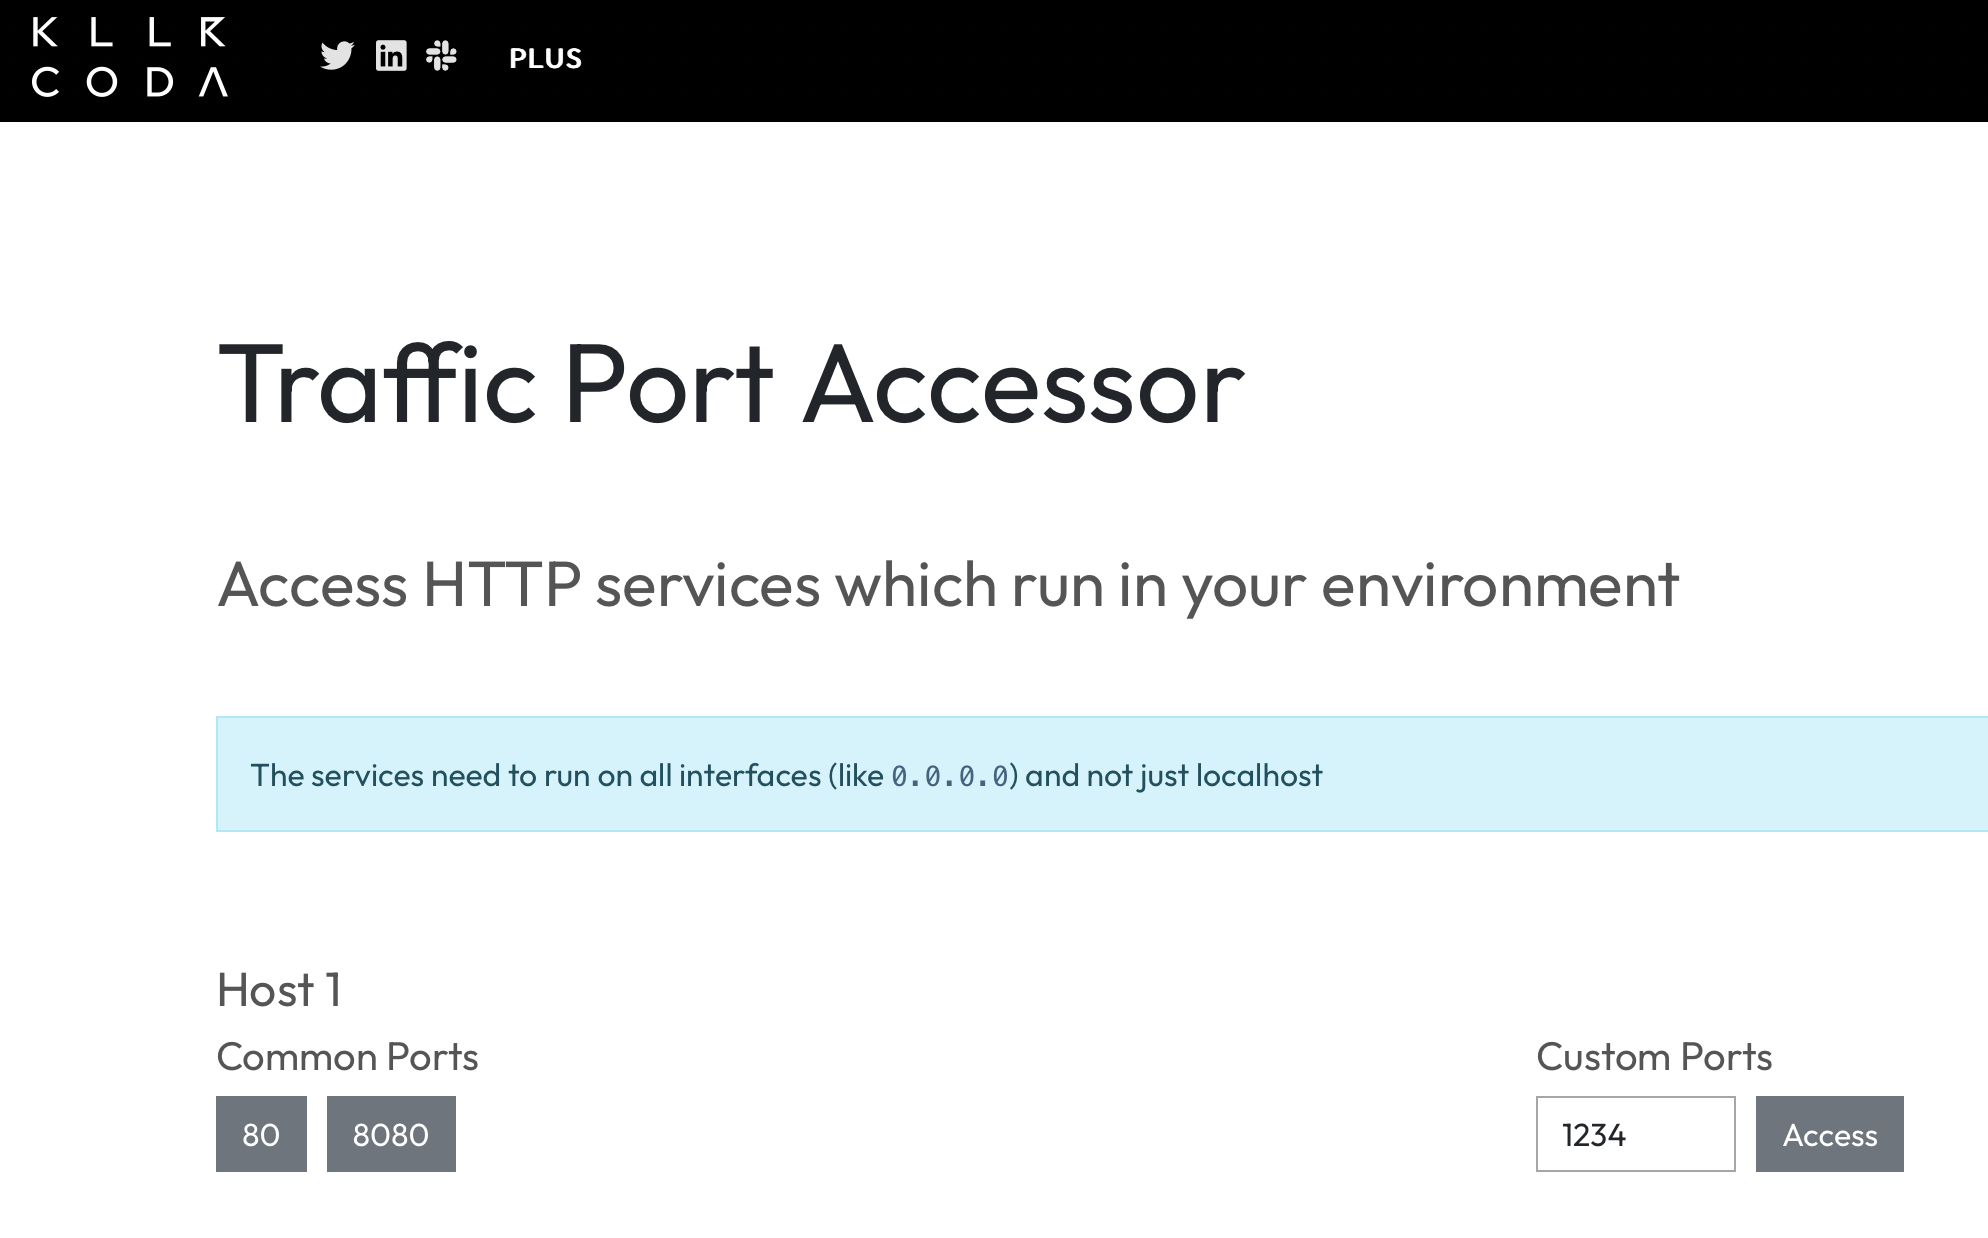 KLLR
CODA
PLUS
Traffic Port Accessor
Access HTTP services which run in your environment
The services need to run on all interfaces (like 0.0.0.0) and not just localhost
Host 1
Common Ports
Custom Ports
80 8080
1234 Access